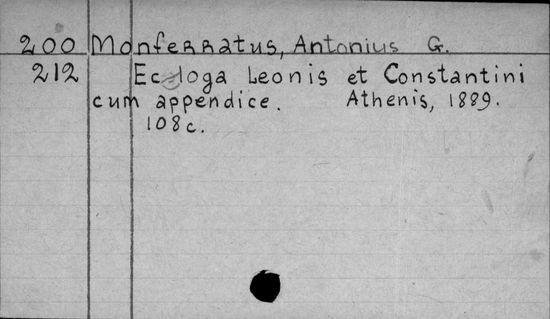 200 Monferratus, Antonius G.
212 Ecloga Leonis et Constantini
cum appendice. Athenis, 1889.
108c.